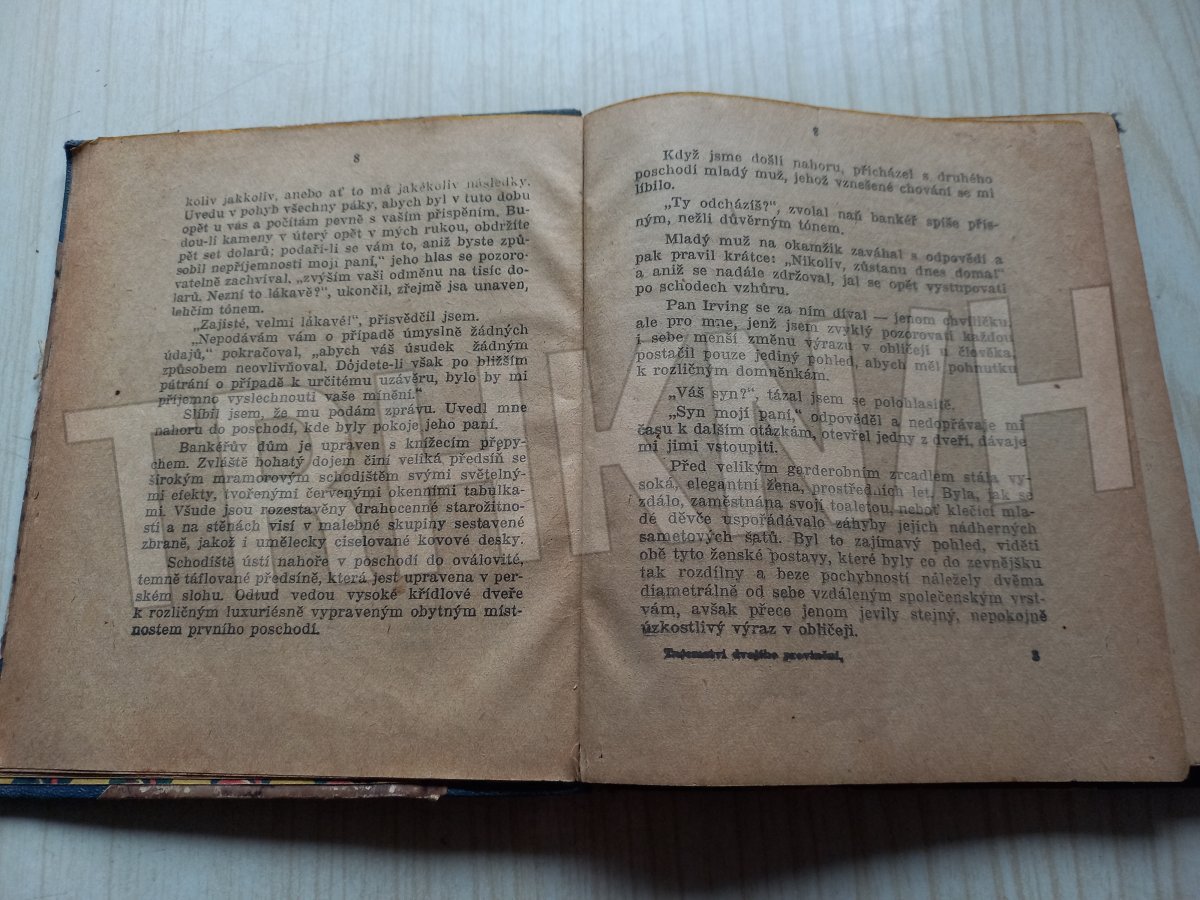 8
koliv jakkoliv, anebo ať to má jakékoliv následky.
Uvedu v pohyb všechny páky, abych byl v tuto dobu
opět u vás a počítám pevně s vaším přispěním. Bu-
dou-li kameny v úterý opět v mých rukou, obdržíte
pět set dolarů; podaří-li se vám to, aniž byste způ-
sobil nepříjemnosti mojí paní,“ jeho hlas se pozoro-
vatelně zachvíval, „zvýším vaši odměnu na tisíc do-
larů. Nezní to lákavě?“, ukončil, zřejmě jsa unaven,
lehčím tónem.
„Zajisté, velmi lákavé!“, přisvědčil jsem.
„Nepodávám vám o případě úmyslně žádných
údajů,“ pokračoval, „abych váš úsudek žádným
způsobem neovlivňoval. Dojdete-li však po bližším
pátrání o případě k určitému uzávěru, bylo by mi
příjemno vyslechnouti vaše mínění.“
Slíbil jsem, že mu podám zprávu. Uvedl mne
nahoru do poschodí, kde byly pokoje jeho paní.
Bankéřův dům je upraven s knížecím přepy-
chem. Zvláště bohatý dojem činí veliká předsíň se
širokým mramorovým schodištěm svými světelný-
mi efekty, tvořenými červenými okenními tabulka-
mi. Všude jsou rozestavěny drahocenné starožitno-
sti a na stěnách visí v malebné skupiny sestavené
zbraně, jakož i umělecky ciselované kovové desky.
Schodiště ústí nahoře v poschodí do oválovité,
temně táflované předsíně, která jest upravena v per-
ském slohu. Odtud vedou vysoké křídlové dveře
k rozličným luxuriésně vypraveným obytným míst-
nostem prvního poschodí.
Když jsme došli nahoru, přicházel s druhého
poschodí mladý muž, jehož vznešené chování se mi
líbilo.
„Ty odcházíš?“, zvolal naň bankéř spíše přís-
ným, nežli důvěrným tónem.
Mladý muž na okamžik zaváhal s odpovědí a
pak pravil krátce: „Nikoliv, zůstanu dnes doma!“
a aniž se nadále zdržoval, jal se opět vystupovati
po schodech vzhůru.
Pan Irving se za ním díval — jenom chviličku,
ale pro mne, jenž jsem zvyklý pozorovati každou
i sebe menší změnu výrazu v obličeji u člověka,
postačil pouze jediný pohled, abych měl pohnutku
k rozličným domněnkám.
„Váš syn?“, tázal jsem se polohlasitě.
„Syn mojí paní,“ odpověděl a nedopřávaje mi
času k dalším otázkám, otevřel jedny z dveří, dávaje
mi jimi vstoupiti.
Před velikým garderobním zrcadlem stála vy-
soká, elegantní žena, prostředních let. Byla, jak se
zdálo, zaměstnána svojí toaletou, neboť klečící mla-
dé děvče uspořádávalo záhyby jejich nádherných
sametových šatů. Byl to zajímavý pohled, viděti
obě tyto ženské postavy, které byly co do zevnějšku
tak rozdílny a beze pochybností náležely dvěma
diametrálně od sebe vzdáleným společenským vrst-
vám, avšak přece jenom jevily stejný, nepokojně
úzkostlivý výraz v obličeji.
Tajemství dvojího provinění.
TRHKNIH